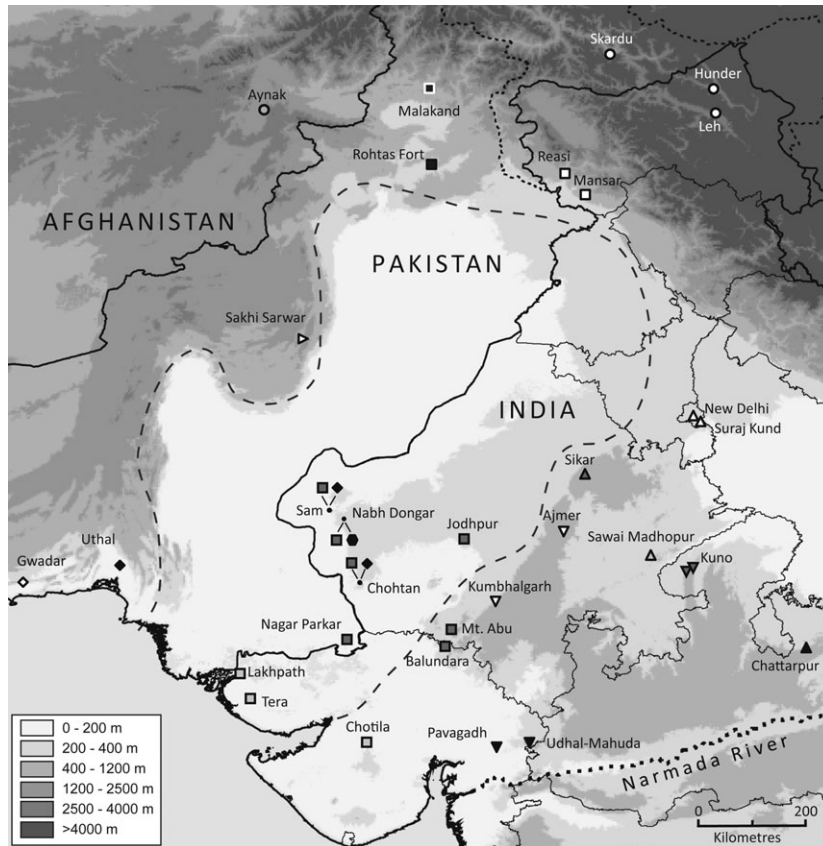 Skardu
Hunder
Aynak
Malakand
Leh
Rohtas Fort
Reasi
Mansar
AFGHANISTAN
PAKISTAN
Sakhi Sarwar
INDIA
New Delhi
Suraj Kund
Sikar
Sam
Nabh Dongar
Jodhpur
Ajmer
Sawai Madhopur
Uthal
Kuno
Gwadar
Chohtan
Kumbhalgarh
Nagar Parkar
Mt. Abu
Balundara
Chattarpur
Lakhpath
Tera
Chotila
Pavagadh
Udhal-Mahuda
Narmada River
0 - 200 m
200 - 400 m
400 - 1200 m
1200 - 2500 m
2500 - 4000 m
>4000 m
0
200
Kilometres